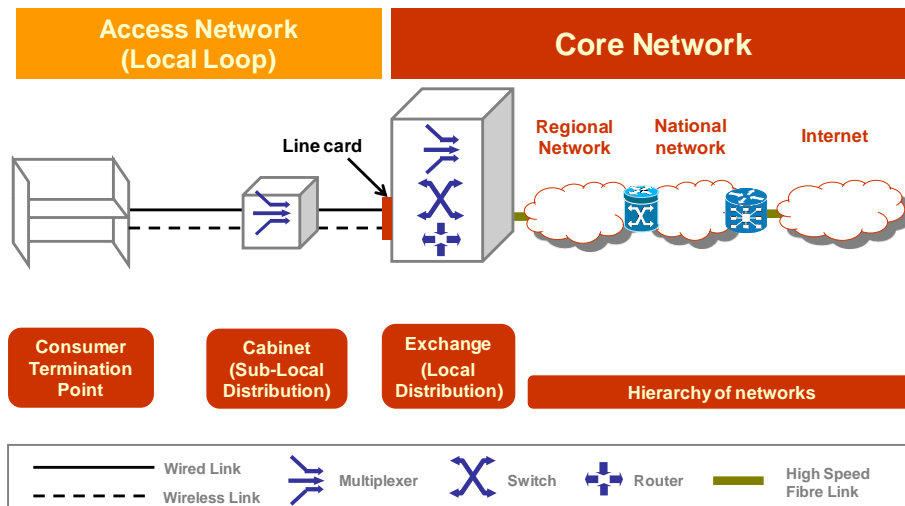 Access Network
(Local Loop)
Core Network
Line card
Regional
Network
National
network
Internet
Consumer
Termination
Point
Cabinet
(Sub-Local
Distribution)
Exchange
(Local
Distribution)
Hierarchy of networks
Wired Link
Wireless Link
Multiplexer
Switch
Router
High Speed
Fibre Link